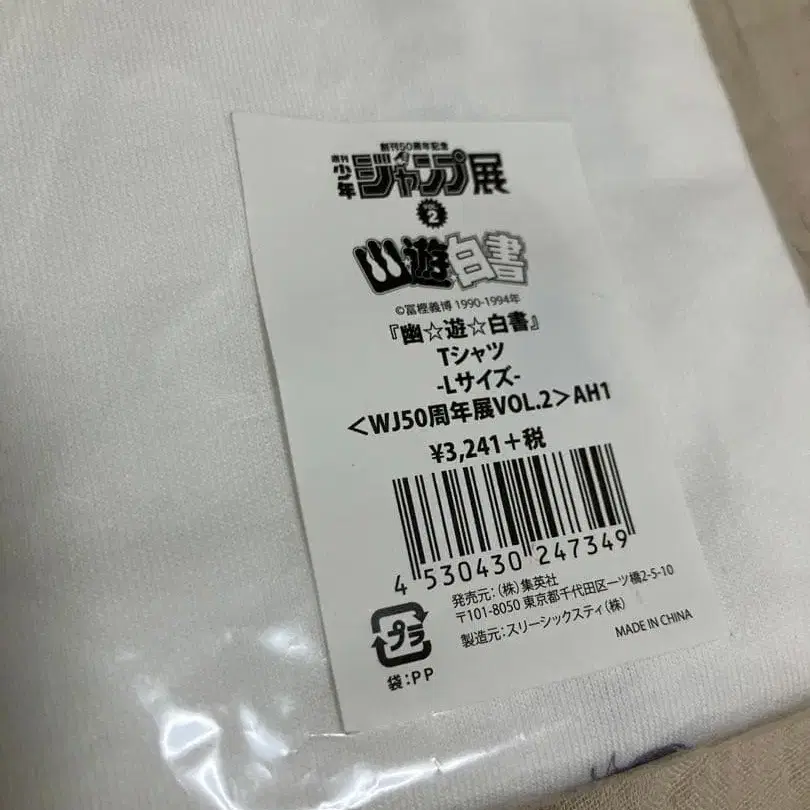 創刊50周年記念
週刊少年ジャンプ展
VOL.2
幽遊白書
©冨樫義博 1990-1994年
『幽☆遊☆白書』
Tシャツ
-Lサイズ-
＜WJ50周年展VOL.2＞AH1
¥3,241+税
4 530430 247349
発売元：（株）集英社
〒101-8050 東京都千代田区一ツ橋2-5-10
製造元：スリーシックスティ（株）
MADE IN CHINA
プラ
袋：PP